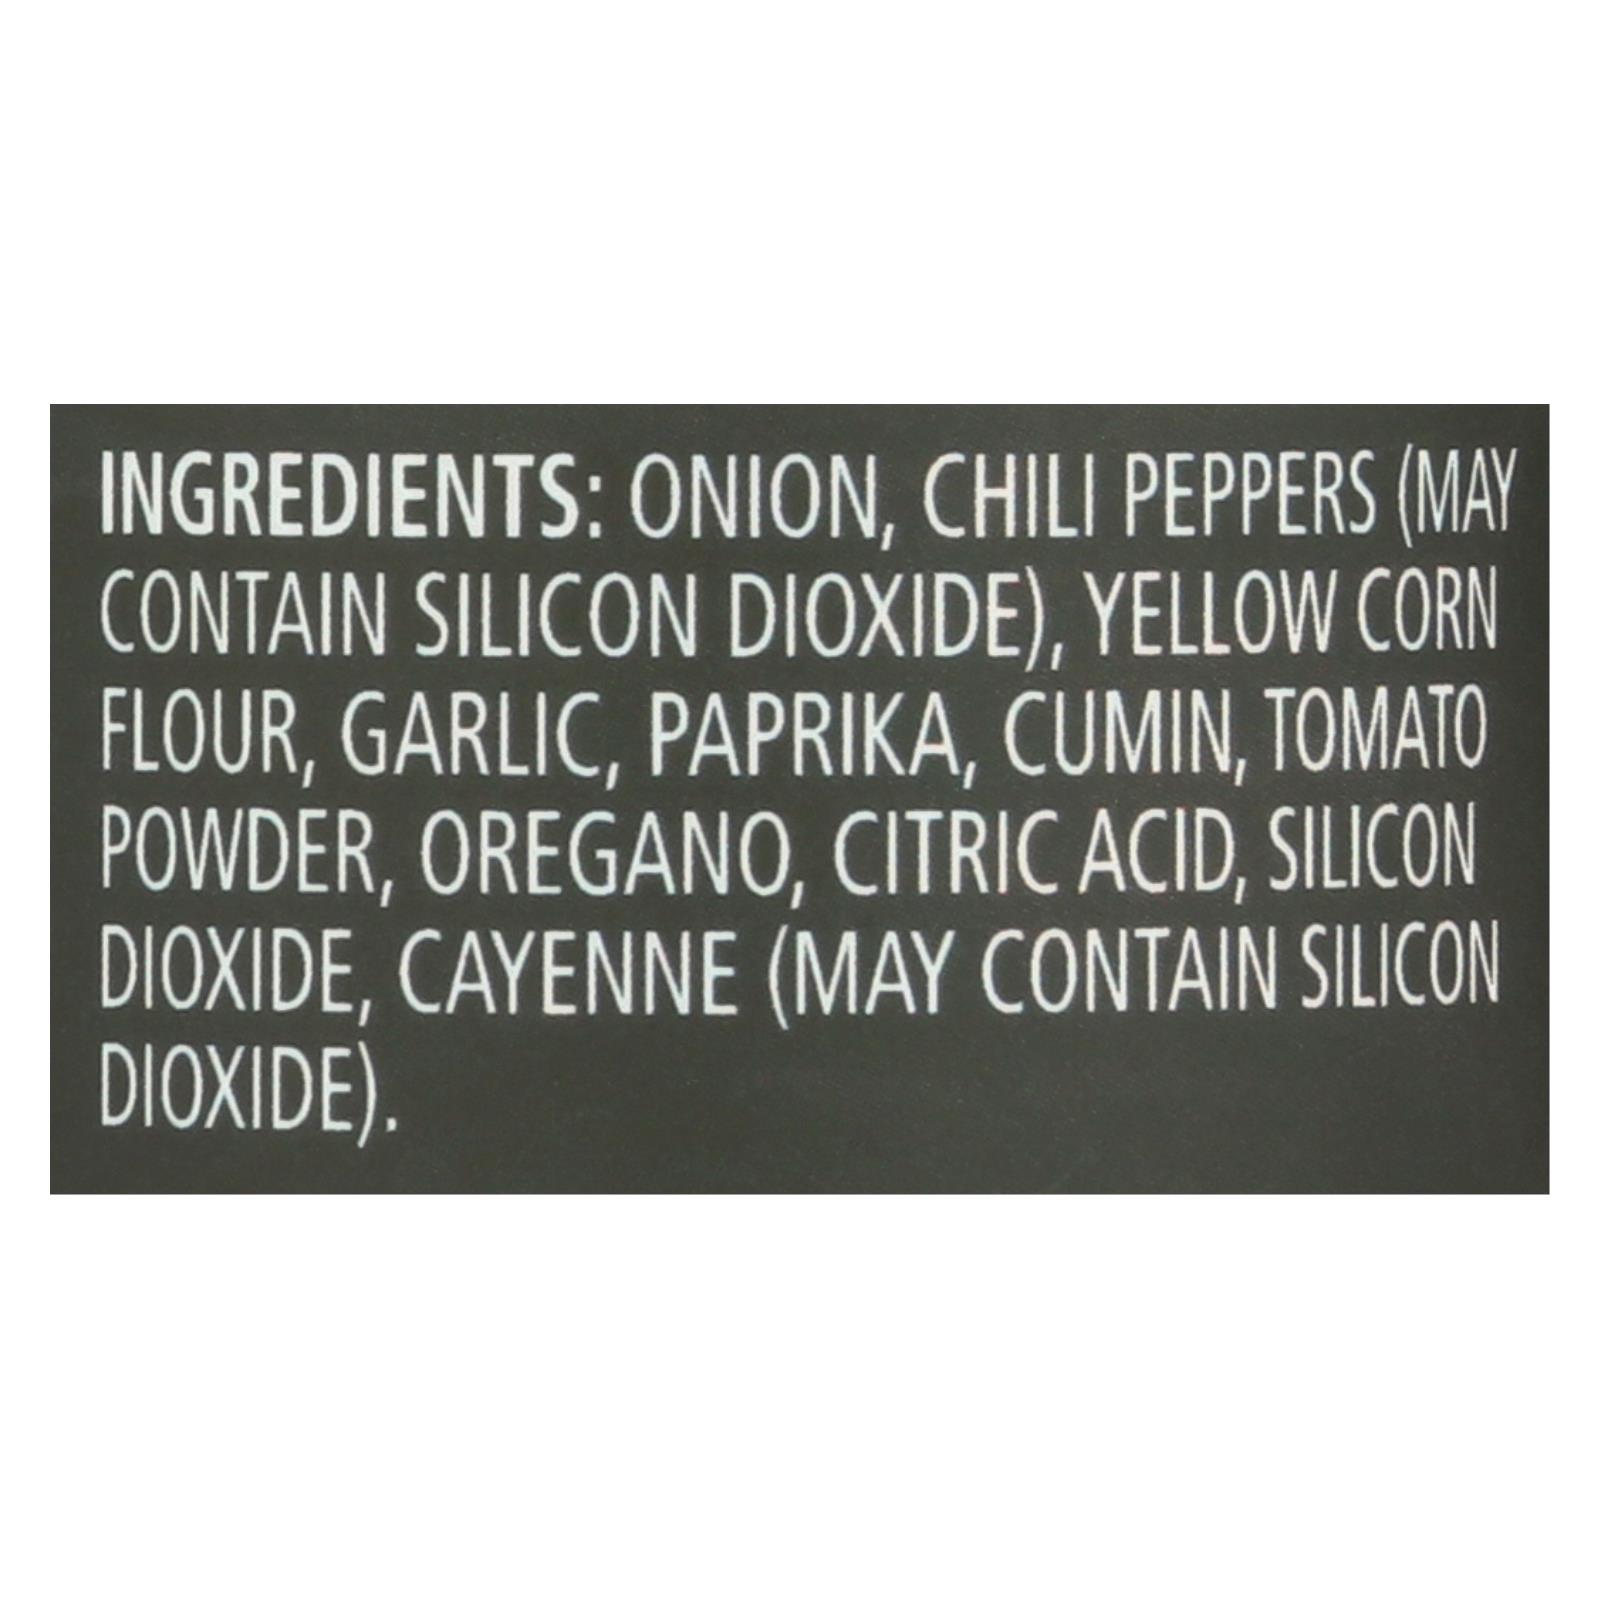 INGREDIENTS: ONION, CHILI PEPPERS (MAY
CONTAIN SILICON DIOXIDE), YELLOW CORN
FLOUR, GARLIC, PAPRIKA, CUMIN, TOMATO
POWDER, OREGANO, CITRIC ACID, SILICON
DIOXIDE, CAYENNE (MAY CONTAIN SILICON
DIOXIDE).